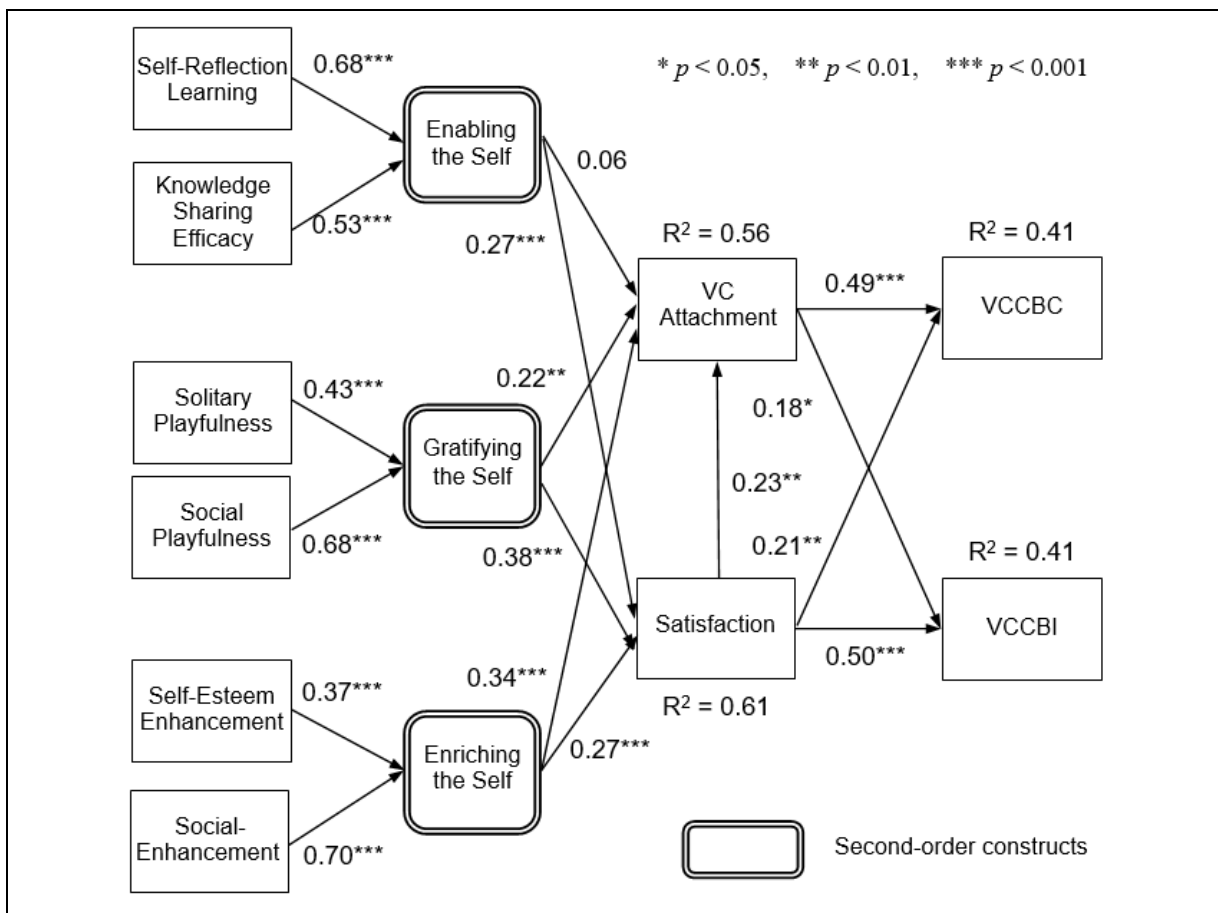 Self-Reflection
Learning
0.68***
* p < 0.05, ** p < 0.01, *** p < 0.001
Enabling
the Self
Knowledge
Sharing
Efficacy
0.53***
0.06
0.27***
R² = 0.56
R² = 0.41
VC
Attachment
0.49***
VCCBC
Solitary
Playfulness
0.43***
0.22**
0.18*
Gratifying
the Self
Social
Playfulness
0.68***
0.38***
0.23**
0.21**
R² = 0.41
Satisfaction
0.50***
VCCBI
R² = 0.61
Self-Esteem
Enhancement
0.37***
0.34***
Enriching
the Self
0.27***
Social-
Enhancement
0.70***
Second-order constructs